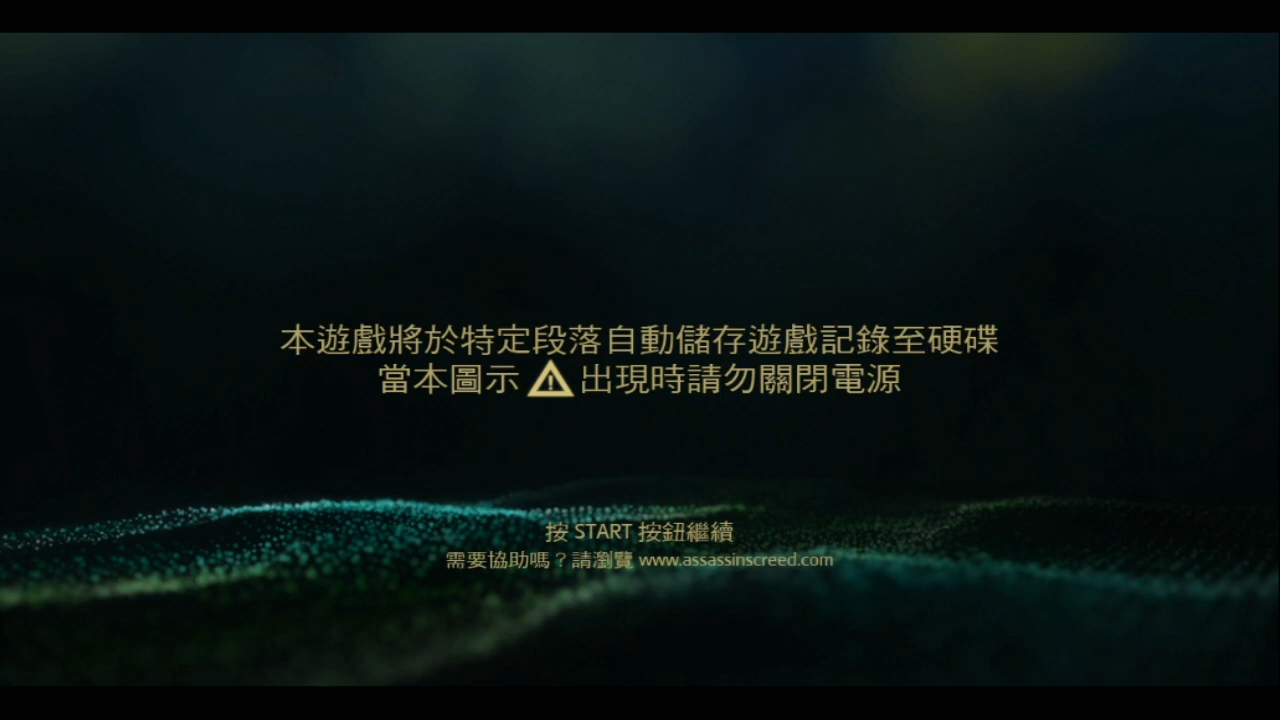 本遊戲將於特定段落自動儲存遊戲記錄至硬碟
當本圖示 出現時請勿關閉電源
按 START 按鈕繼續
需要協助嗎？請瀏覽 www.assassinscreed.com